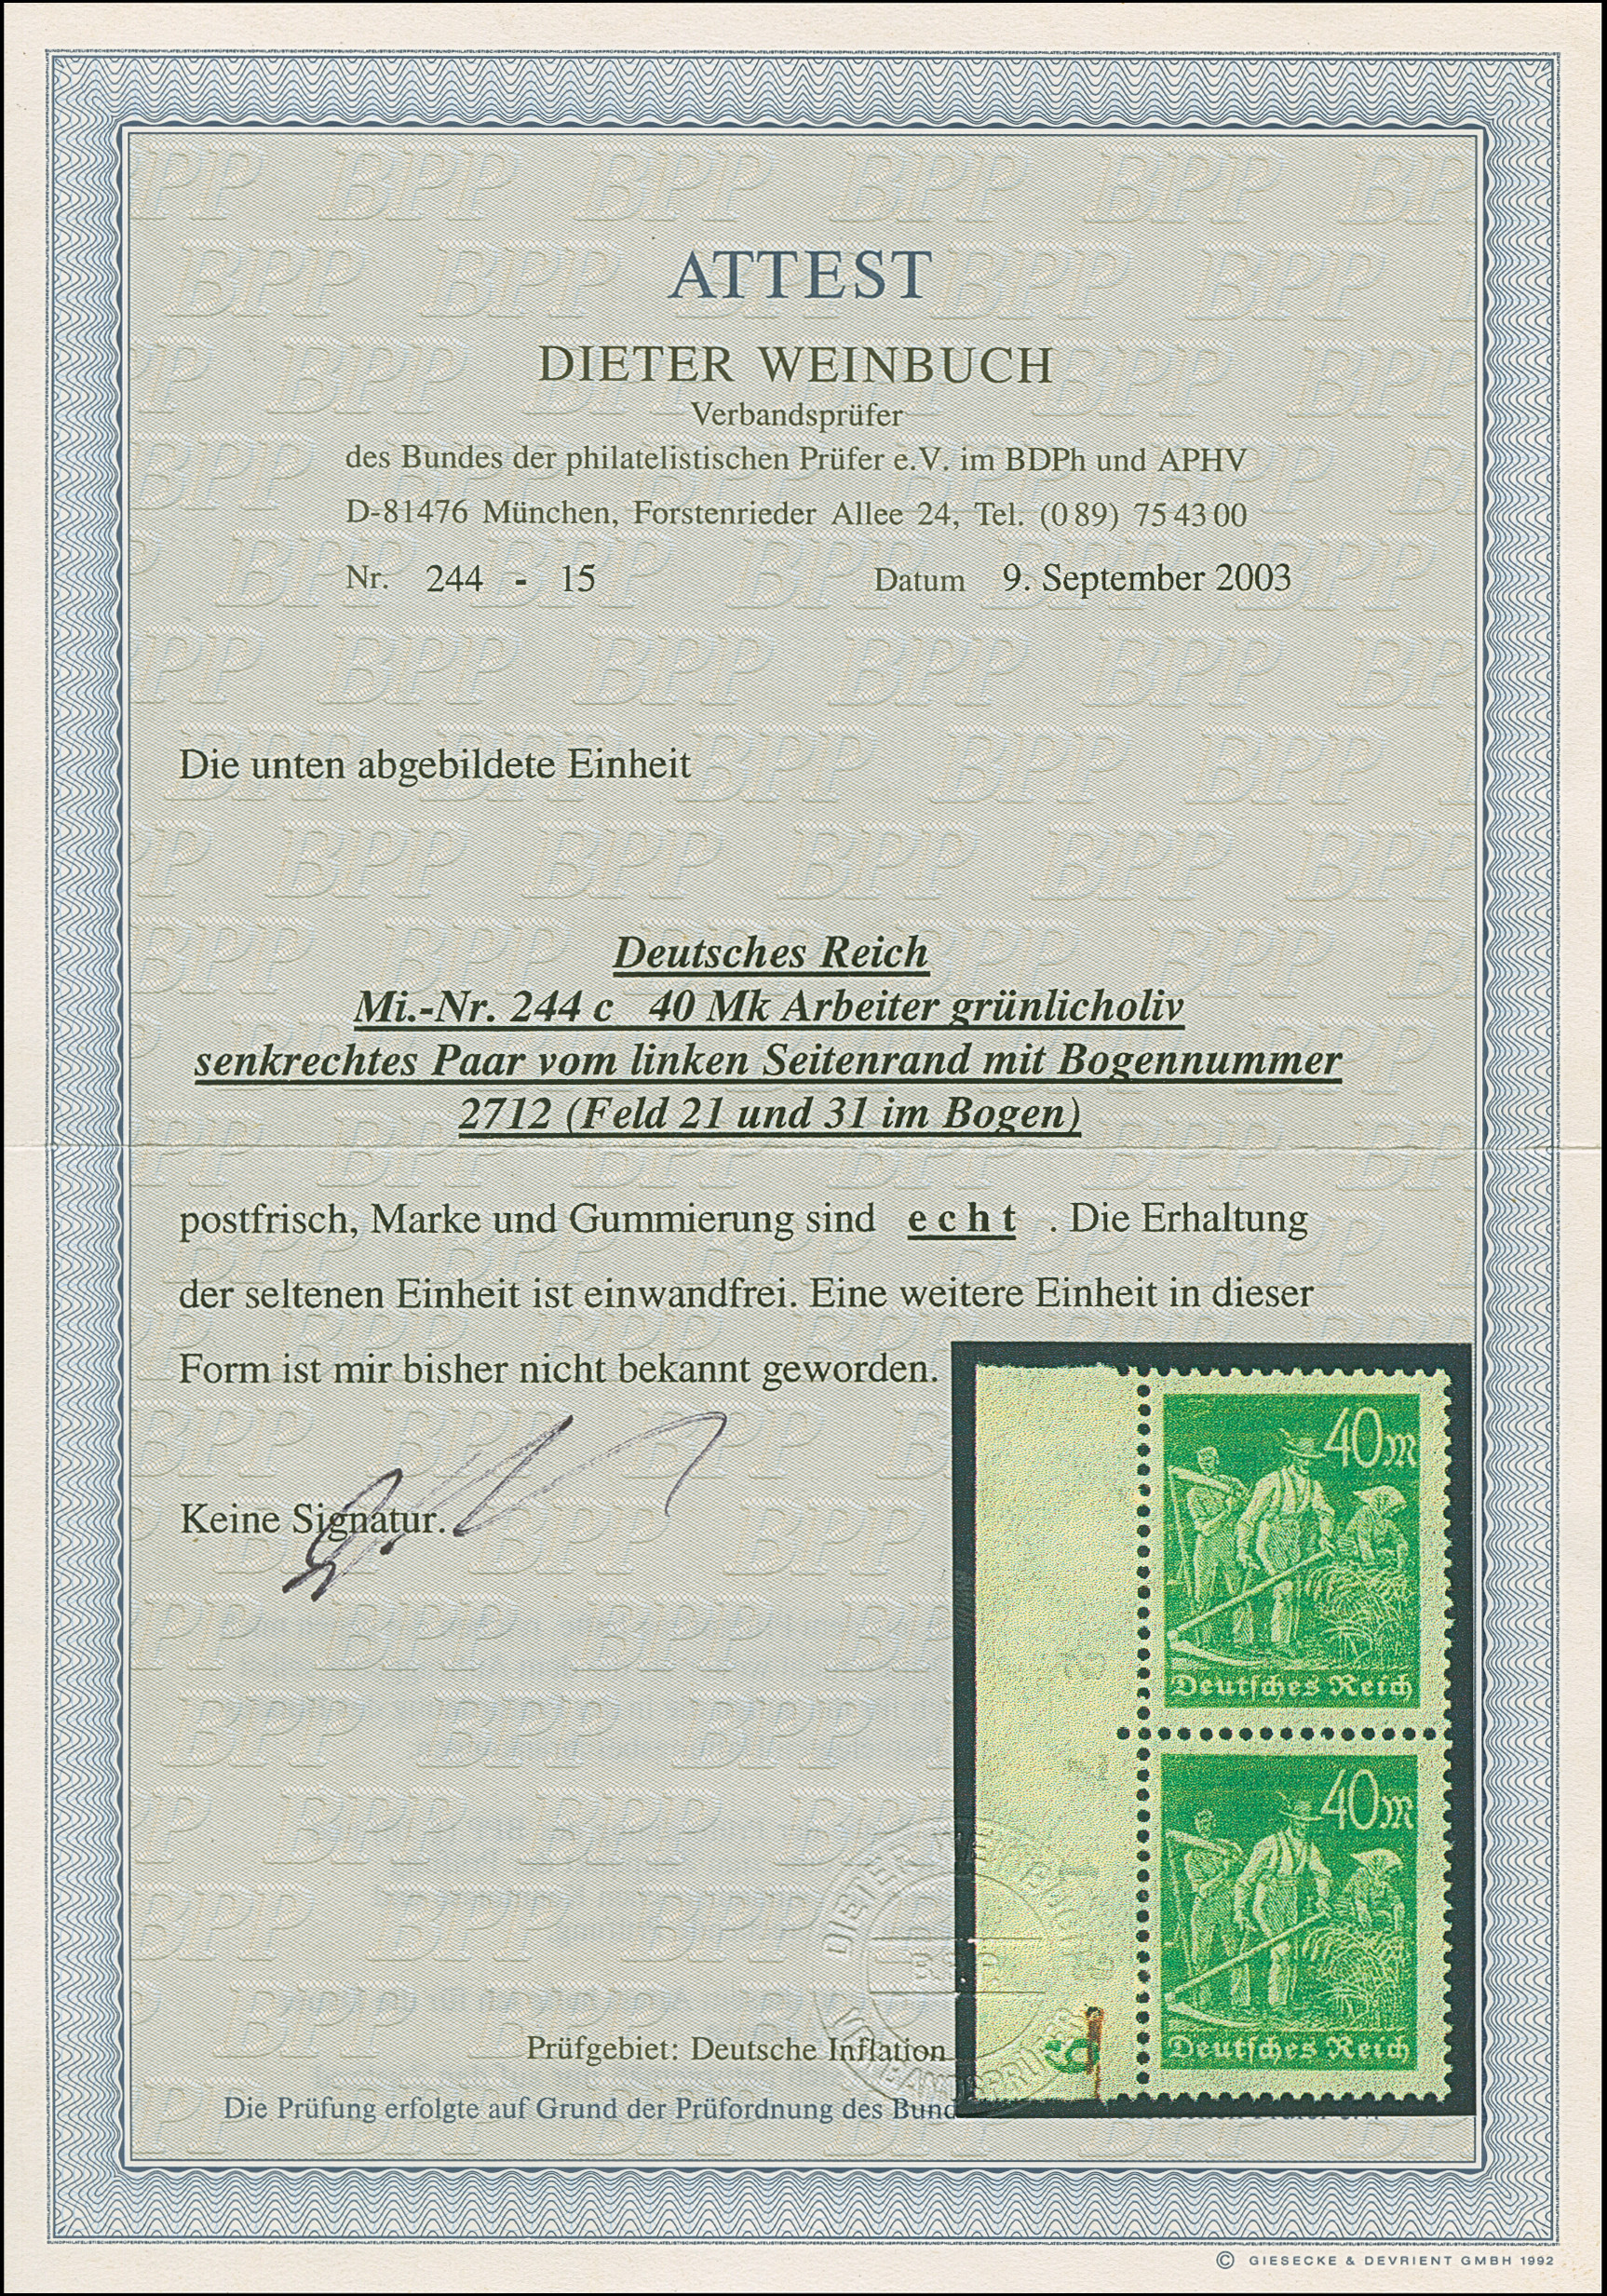 ATTEST
DIETER WEINBUCH
Verbandsprüfer
des Bundes der philatelistischen Prüfer e.V. im BDPh und APHV
D-81476 München, Forstenrieder Allee 24, Tel. (0 89) 75 43 00
Nr. 244 - 15 Datum 9. September 2003
Die unten abgebildete Einheit
Deutsches Reich
Mi.-Nr. 244 c 40 Mk Arbeiter grünlicholiv
senkrechtes Paar vom linken Seitenrand mit Bogennummer
2712 (Feld 21 und 31 im Bogen)
postfrisch, Marke und Gummierung sind echt . Die Erhaltung
der seltenen Einheit ist einwandfrei. Eine weitere Einheit in dieser
Form ist mir bisher nicht bekannt geworden.
Keine Signatur.
40 M
Deutsches Reich
40 M
Deutsches Reich
Prüfgebiet: Deutsche Inflation
Die Prüfung erfolgte auf Grund der Prüfordnung des Bund
© GIESECKE & DEVRIENT GMBH 1992